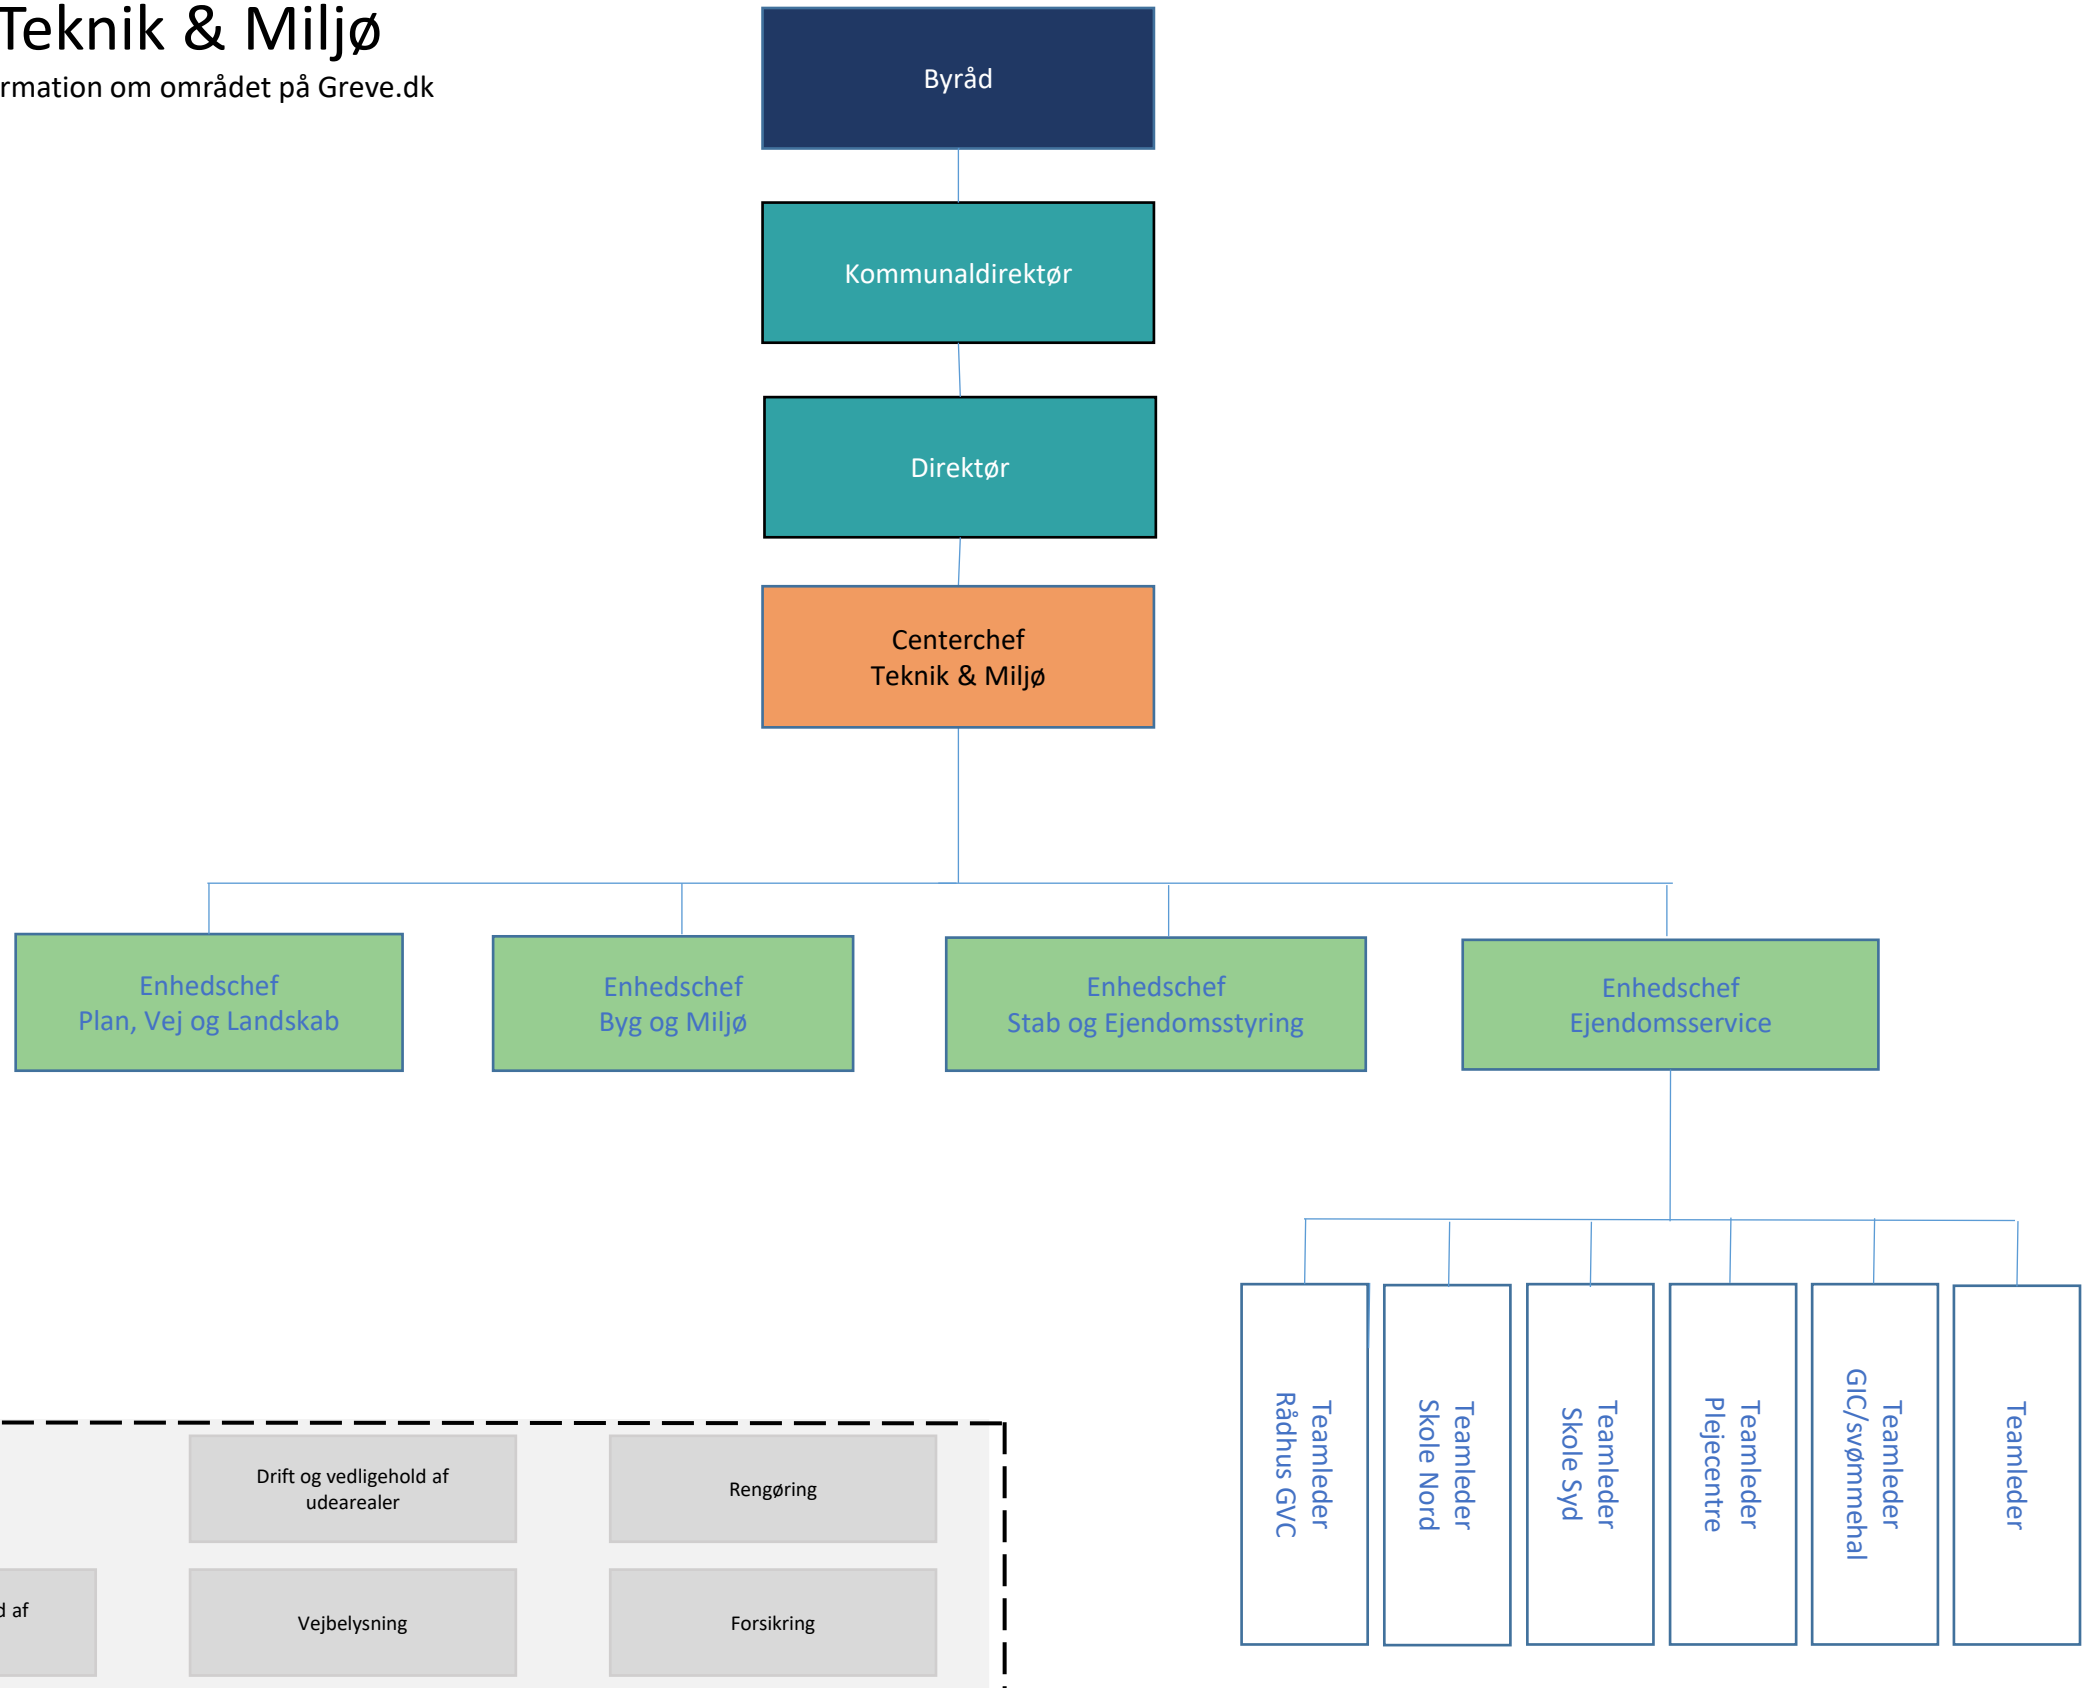 Teknik & Miljø
rmation om området på Greve.dk
Byråd
Kommunaldirektør
Direktør
Centerchef
Teknik & Miljø
Enhedschef
Plan, Vej og Landskab
Enhedschef
Byg og Miljø
Enhedschef
Stab og Ejendomsstyring
Enhedschef
Ejendomsservice
Teamleder
Rådhus GVC
Teamleder
Skole Nord
Teamleder
Skole Syd
Teamleder
Plejecentre
Teamleder
GIC/svømmehal
Teamleder
Drift og vedligehold af
udearealer
Rengøring
d af
Vejbelysning
Forsikring